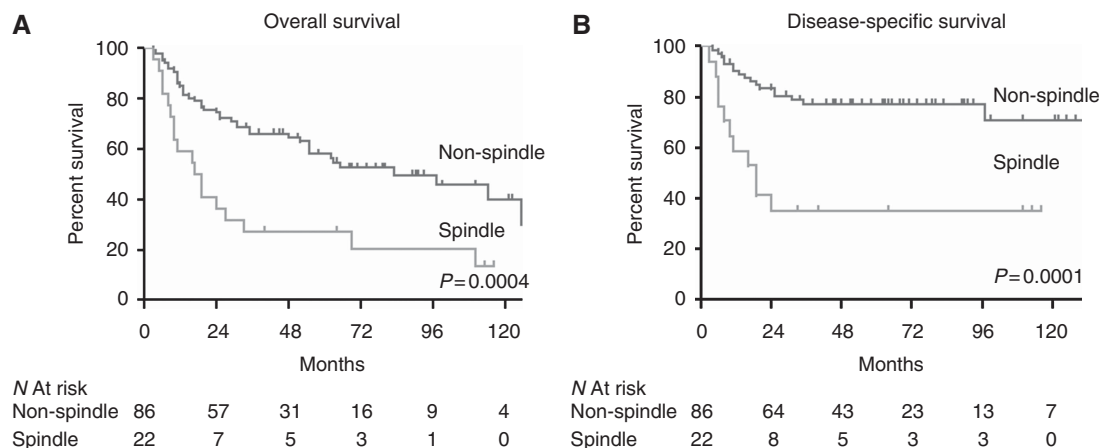 A
Overall survival
100
80
60
40
20
0
Percent survival
Non-spindle
Spindle
P=0.0004
0 24 48 72 96 120
Months
N At risk
Non-spindle 86 57 31 16 9 4
Spindle 22 7 5 3 1 0
B
Disease-specific survival
100
80
60
40
20
0
Percent survival
Non-spindle
Spindle
P=0.0001
0 24 48 72 96 120
Months
N At risk
Non-spindle 86 64 43 23 13 7
Spindle 22 8 5 3 3 0